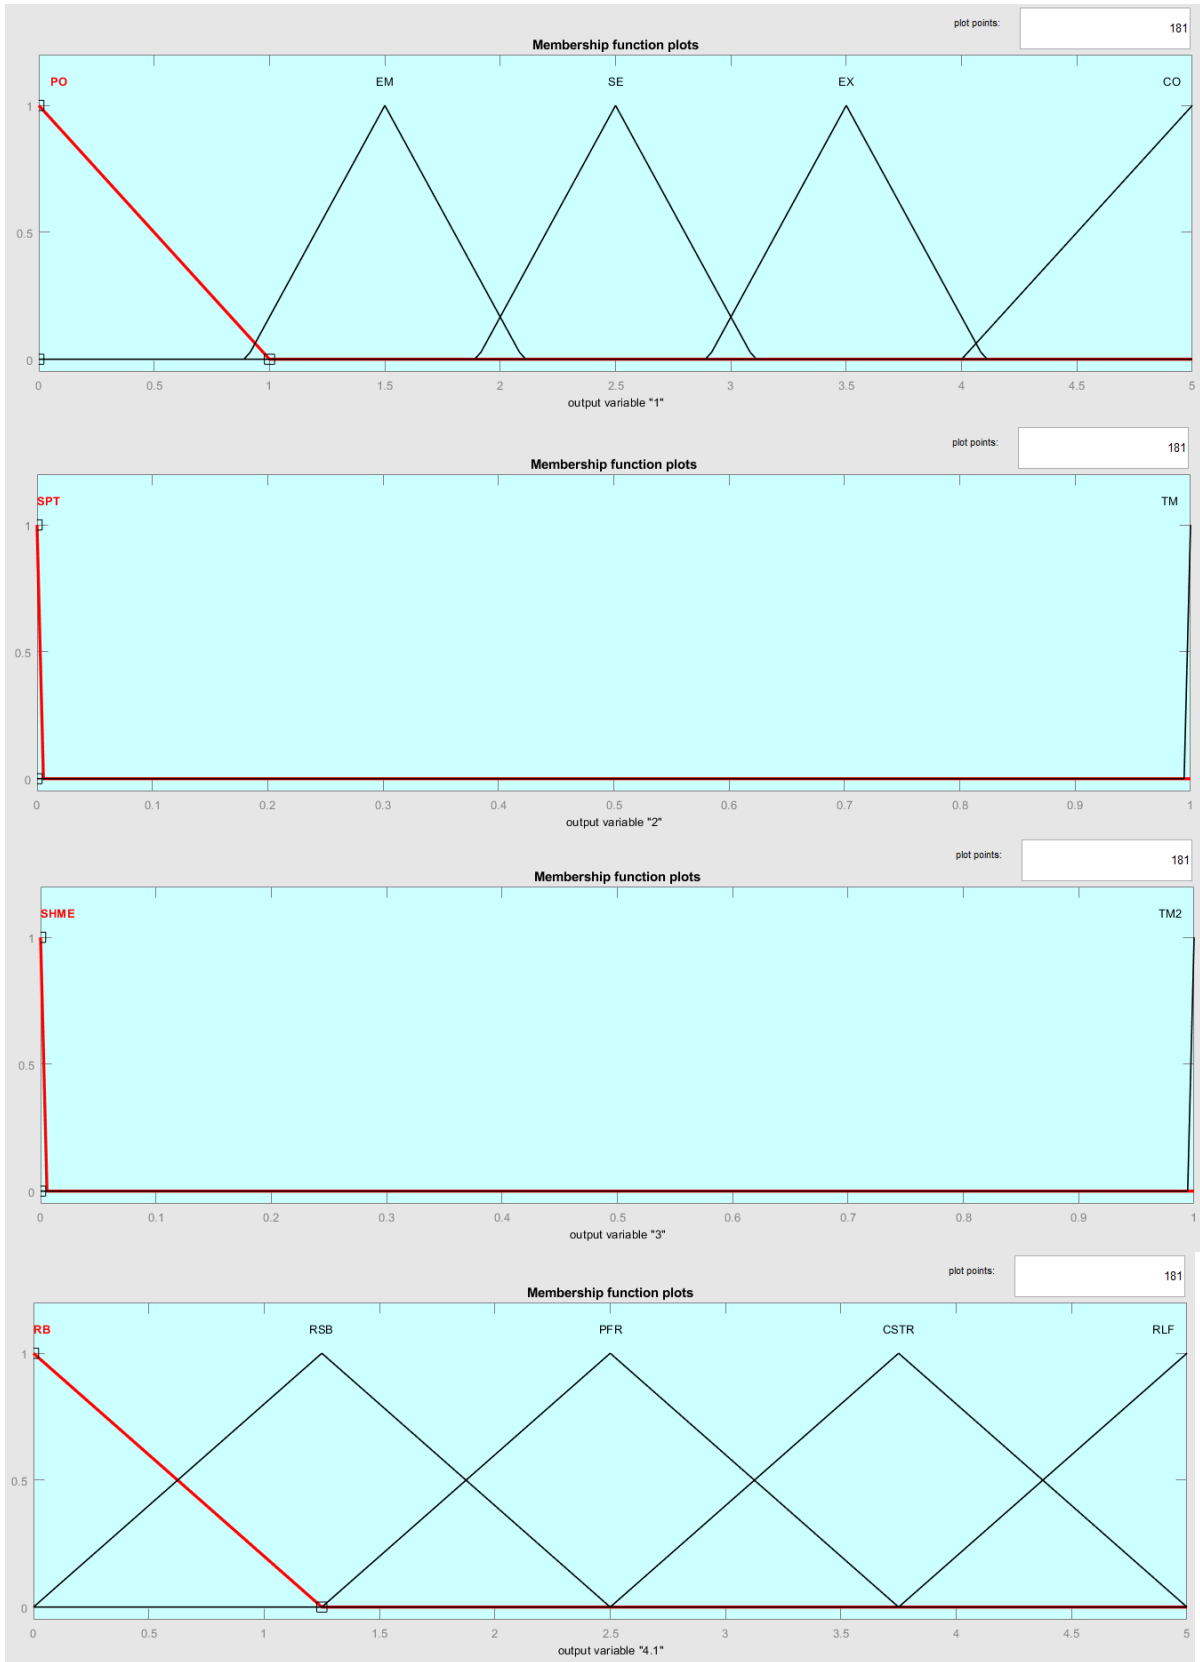 plot points: 181
Membership function plots
PO EM SE EX CO
1
0.5
0
0 0.5 1 1.5 2 2.5 3 3.5 4 4.5 5
output variable "1"
plot points: 181
Membership function plots
SPT TM
1
0.5
0
0 0.1 0.2 0.3 0.4 0.5 0.6 0.7 0.8 0.9 1
output variable "2"
plot points: 181
Membership function plots
SHME TM2
1
0.5
0
0 0.1 0.2 0.3 0.4 0.5 0.6 0.7 0.8 0.9 1
output variable "3"
plot points: 181
Membership function plots
RB RSB PFR CSTR RLF
1
0.5
0
0 0.5 1 1.5 2 2.5 3 3.5 4 4.5 5
output variable "4.1"